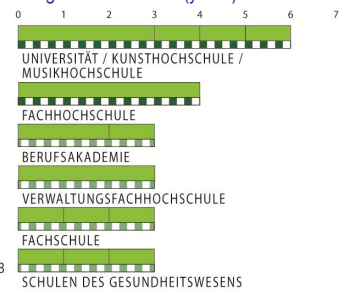 0 1 2 3 4 5 6 7
UNIVERSITÄT / KUNSTHOCHSCHULE /
MUSIKHOCHSCHULE
FACHHOCHSCHULE
BERUFSAKADEMIE
VERWALTUNGSFACHHOCHSCHULE
FACHSCHULE
SCHULEN DES GESUNDHEITSWESENS